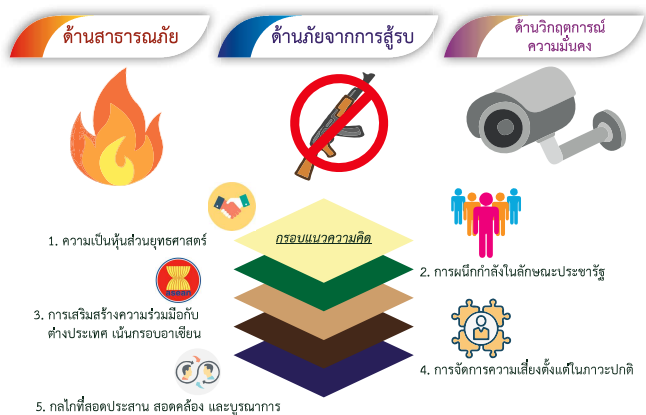 ด้านสาธารณภัย
ด้านภัยจากการสู้รบ
ด้านวิกฤตการณ์
ความมั่นคง
กรอบแนวความคิด
1. ความเป็นหุ้นส่วนยุทธศาสตร์
2. การผนึกกำลังในลักษณะประชารัฐ
asean
3. การเสริมสร้างความร่วมมือกับ
ต่างประเทศ เน้นกรอบอาเซียน
4. การจัดการความเสี่ยงตั้งแต่ในภาวะปกติ
5. กลไกที่สอดประสาน สอดคล้อง และบูรณาการ